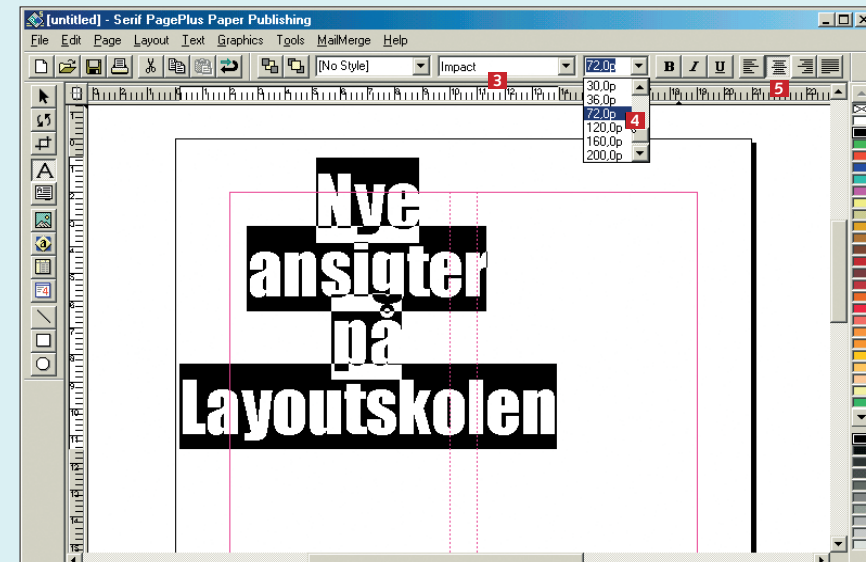 [untitled] - Serif PagePlus Paper Publishing
File Edit Page Layout Text Graphics Tools MailMerge Help
[No Style] Impact 72,0p B I U
3
5
30,0p
36,0p
72,0p
4
120,0p
160,0p
200,0p
Nye
ansigter
på
Layoutskolen